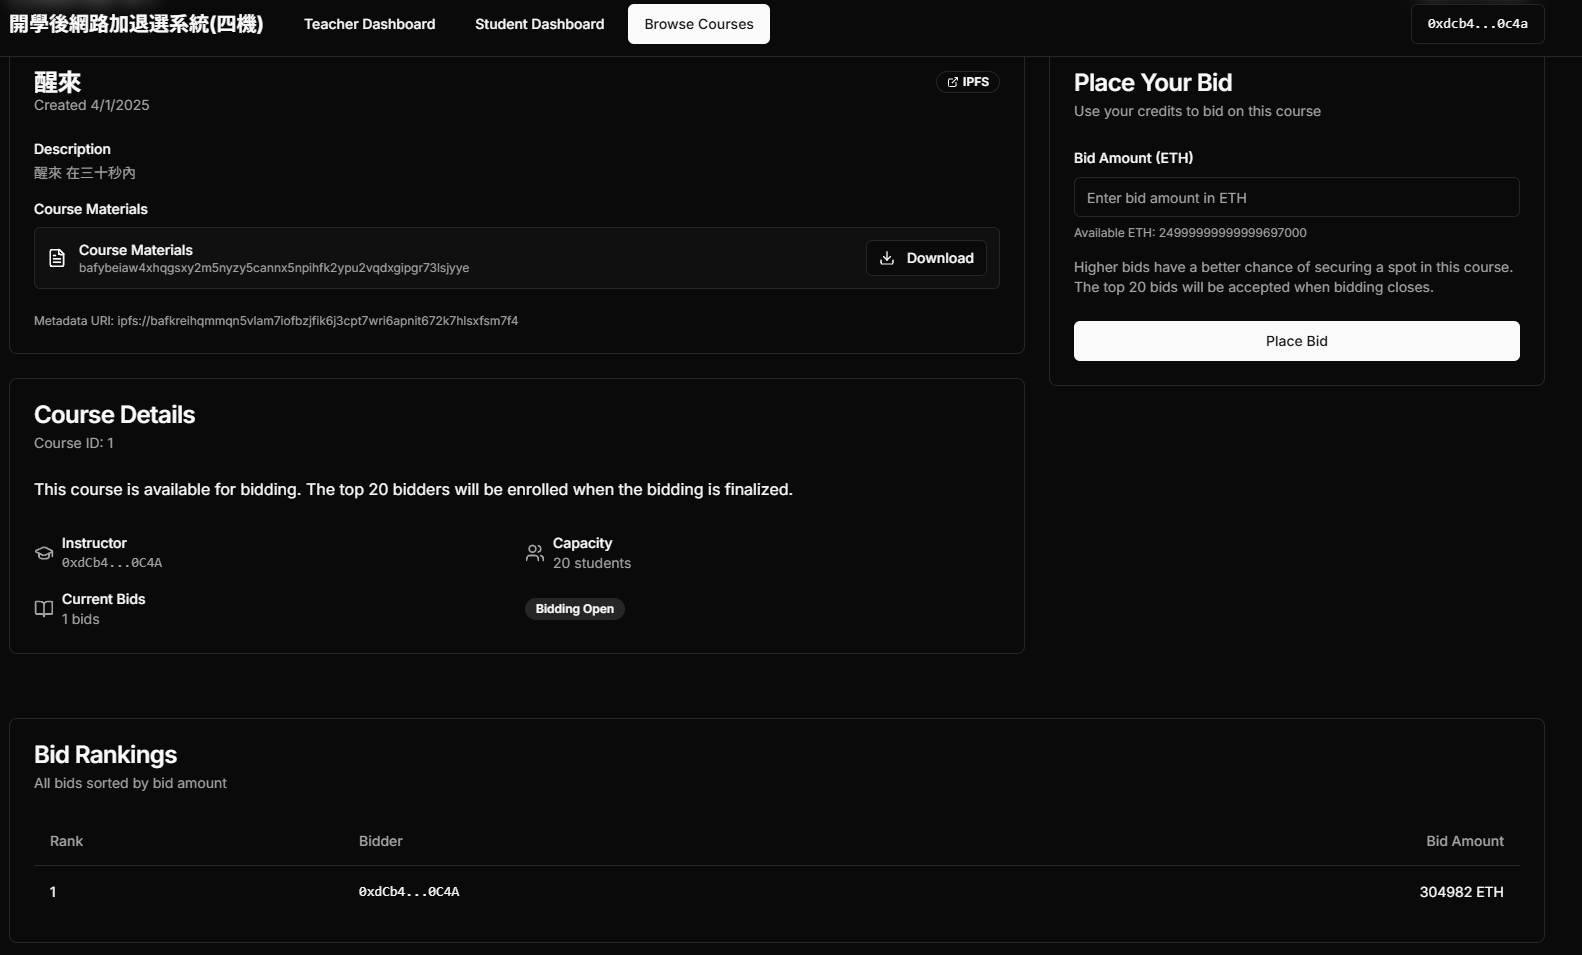 開學後網路加退選系統(四機)
Teacher Dashboard
Student Dashboard
Browse Courses
0xdcb4...0c4a
醒來
Created 4/1/2025
IPFS
Description
醒來 在三十秒內
Course Materials
Course Materials
bafybeiaw4xhqgsxy2m5nyzy5cannx5npihfk2ypu2vqdxgipgr73lsjyye
Download
Metadata URI: ipfs://bafkreihqmmqn5vlam7iofbzjfik6j3cpt7wri6apnit672k7hlsxfsm7f4
Place Your Bid
Use your credits to bid on this course
Bid Amount (ETH)
Enter bid amount in ETH
Available ETH: 24999999999999697000
Higher bids have a better chance of securing a spot in this course.
The top 20 bids will be accepted when bidding closes.
Place Bid
Course Details
Course ID: 1
This course is available for bidding. The top 20 bidders will be enrolled when the bidding is finalized.
Instructor
0xdCb4...0C4A
Capacity
20 students
Current Bids
1 bids
Bidding Open
Bid Rankings
All bids sorted by bid amount
Rank
Bidder
Bid Amount
1
0xdCb4...0C4A
304982 ETH